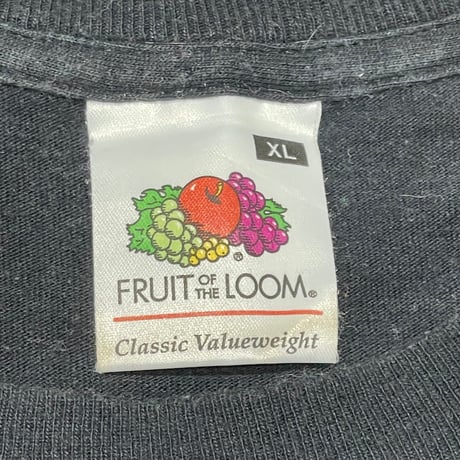 XL
FRUIT OF THE LOOM®
Classic Valueweight